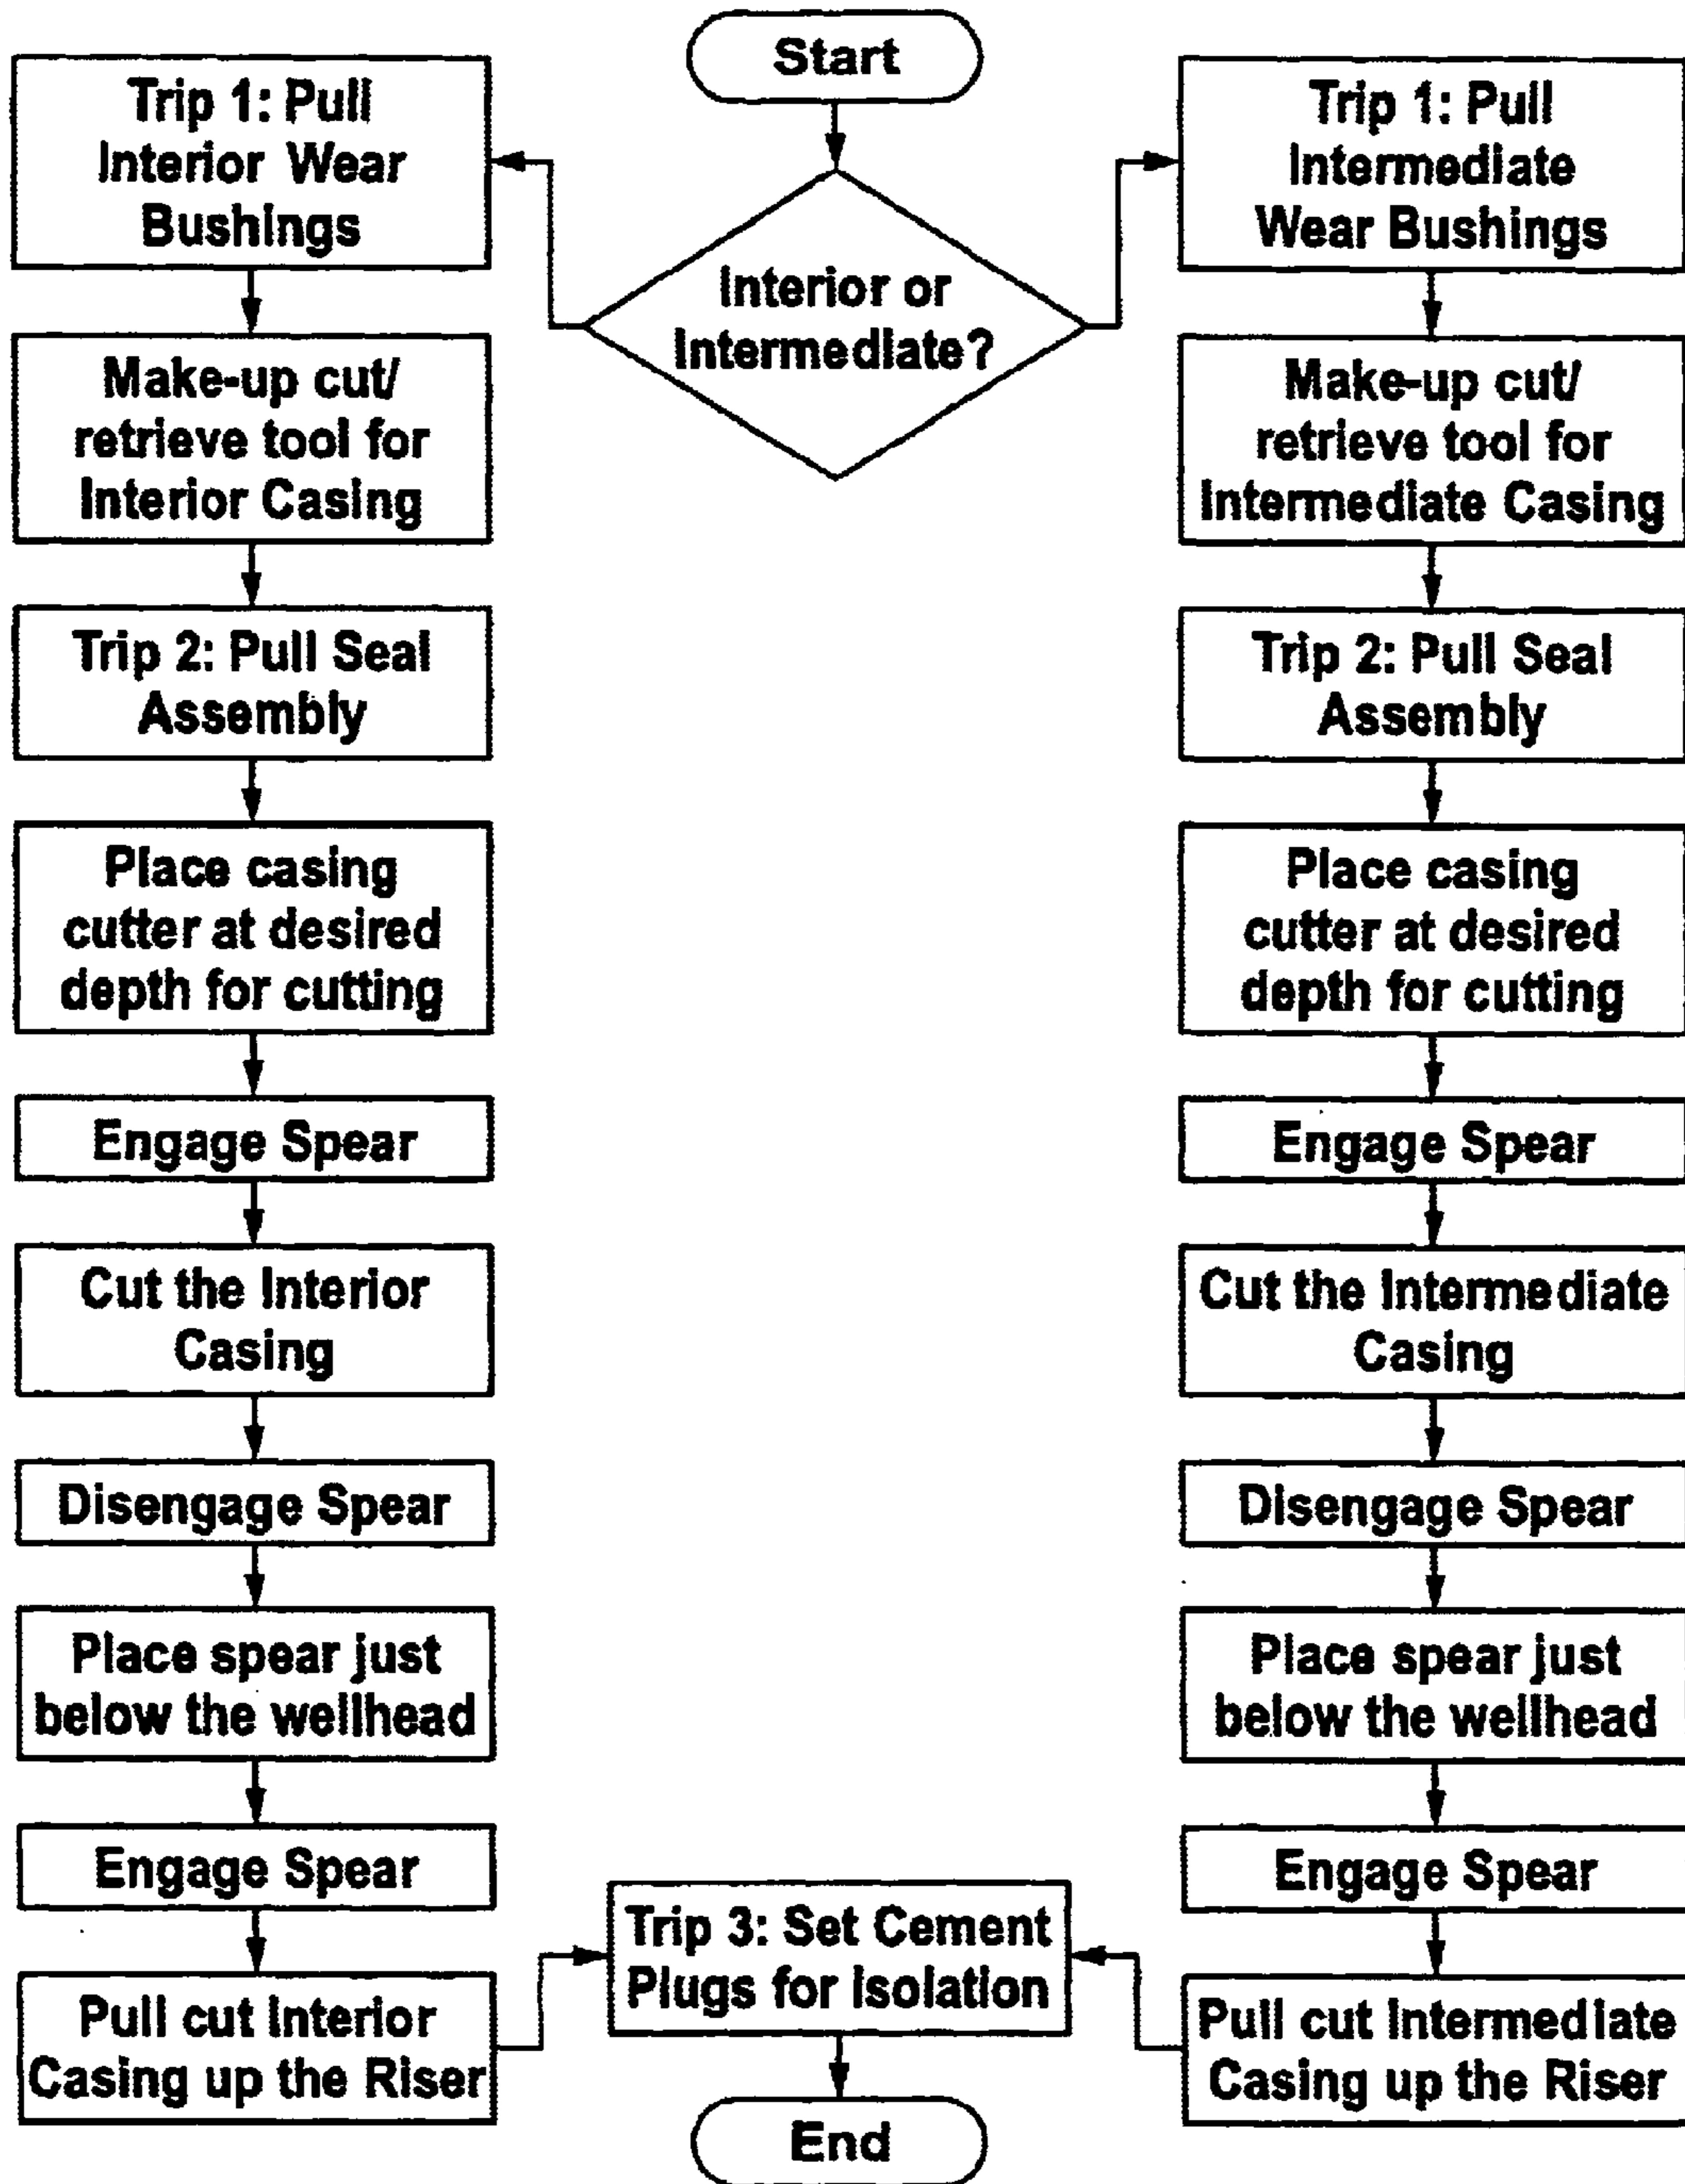 Start
Interior or
Intermediate?
Trip 1: Pull
Interior Wear
Bushings
Make-up cut/
retrieve tool for
Interior Casing
Trip 2: Pull Seal
Assembly
Place casing
cutter at desired
depth for cutting
Engage Spear
Cut the Interior
Casing
Disengage Spear
Place spear just
below the wellhead
Engage Spear
Pull cut Interior
Casing up the Riser
Trip 1: Pull
Intermediate
Wear Bushings
Make-up cut/
retrieve tool for
Intermediate Casing
Trip 2: Pull Seal
Assembly
Place casing
cutter at desired
depth for cutting
Engage Spear
Cut the Intermediate
Casing
Disengage Spear
Place spear just
below the wellhead
Engage Spear
Pull cut Intermediate
Casing up the Riser
Trip 3: Set Cement
Plugs for Isolation
End